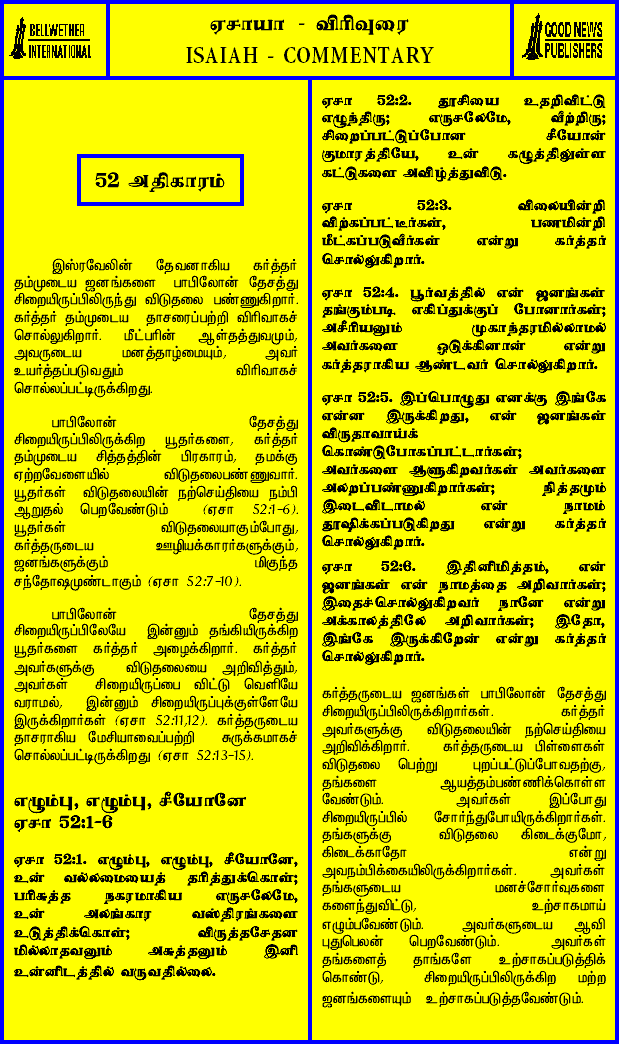 BELLWETHER
INTERNATIONAL
ஏசாயா - விரிவுரை
ISAIAH - COMMENTARY
GOOD NEWS
PUBLISHERS
52 அதிகாரம்
இஸ்ரவேலின் தேவனாகிய கர்த்தர்
தம்முடைய ஜனங்களை பாபிலோன் தேசத்து
சிறையிருப்பிலிருந்து விடுதலை பண்ணுகிறார்.
கர்த்தர் தம்முடைய தாசரைப்பற்றி விரிவாகச்
சொல்லுகிறார். மீட்பரின் ஆள்தத்துவமும்,
அவருடைய மனத்தாழ்மையும், அவர்
உயர்த்தப்படுவதும் விரிவாகச்
சொல்லப்பட்டிருக்கிறது.
பாபிலோன் தேசத்து
சிறையிருப்பிலிருக்கிற யூதர்களை, கர்த்தர்
தம்முடைய சித்தத்தின் பிரகாரம், தமக்கு
ஏற்றவேளையில் விடுதலைபண்ணுவார்.
யூதர்கள் விடுதலையின் நற்செய்தியை நம்பி
ஆறுதல் பெறவேண்டும் (ஏசா 52:1-6).
யூதர்கள் விடுதலையாகும்போது,
கர்த்தருடைய ஊழியக்காரர்களுக்கும்,
ஜனங்களுக்கும் மிகுந்த
சந்தோஷமுண்டாகும் (ஏசா 52:7-10).
பாபிலோன் தேசத்து
சிறையிருப்பிலேயே இன்னும் தங்கியிருக்கிற
யூதர்களை கர்த்தர் அழைக்கிறார். கர்த்தர்
அவர்களுக்கு விடுதலையை அறிவித்தும்,
அவர்கள் சிறையிருப்பை விட்டு வெளியே
வராமல், இன்னும் சிறையிருப்புக்குள்ளேயே
இருக்கிறார்கள் (ஏசா 52:11,12). கர்த்தருடைய
தாசராகிய மேசியாவைப்பற்றி சுருக்கமாகச்
சொல்லப்பட்டிருக்கிறது (ஏசா 52:13-15).
எழும்பு, எழும்பு, சீயோனே
ஏசா 52:1-6
ஏசா 52:1. எழும்பு, எழும்பு, சீயோனே,
உன் வல்லமையைத் தரித்துக்கொள்;
பரிசுத்த நகரமாகிய எருசலேமே,
உன் அலங்கார வஸ்திரங்களை
உடுத்திக்கொள்; விருத்தசேதன
மில்லாதவனும் அசுத்தனும் இனி
உன்னிடத்தில் வருவதில்லை.
ஏசா 52:2. தூசியை உதறிவிட்டு
எழுந்திரு; எருசலேமே, வீற்றிரு;
சிறைப்பட்டுப்போன சீயோன்
குமாரத்தியே, உன் கழுத்திலுள்ள
கட்டுகளை அவிழ்த்துவிடு.
ஏசா 52:3. விலையின்றி
விற்கப்பட்டீர்கள், பணமின்றி
மீட்கப்படுவீர்கள் என்று கர்த்தர்
சொல்லுகிறார்.
ஏசா 52:4. பூர்வத்தில் என் ஜனங்கள்
தங்கும்படி எகிப்துக்குப் போனார்கள்;
அசீரியனும் முகாந்தரமில்லாமல்
அவர்களை ஒடுக்கினான் என்று
கர்த்தராகிய ஆண்டவர் சொல்லுகிறார்.
ஏசா 52:5. இப்பொழுது எனக்கு இங்கே
என்ன இருக்கிறது, என் ஜனங்கள்
விருதாவாய்க்
கொண்டுபோகப்பட்டார்கள்;
அவர்களை ஆளுகிறவர்கள் அவர்களை
அலறப்பண்ணுகிறார்கள்; நித்தமும்
இடைவிடாமல் என் நாமம்
தூஷிக்கப்படுகிறது என்று கர்த்தர்
சொல்லுகிறார்.
ஏசா 52:6. இதினிமித்தம், என்
ஜனங்கள் என் நாமத்தை அறிவார்கள்;
இதைச்சொல்லுகிறவர் நானே என்று
அக்காலத்திலே அறிவார்கள்; இதோ,
இங்கே இருக்கிறேன் என்று கர்த்தர்
சொல்லுகிறார்.
கர்த்தருடைய ஜனங்கள் பாபிலோன் தேசத்து
சிறையிருப்பிலிருக்கிறார்கள். கர்த்தர்
அவர்களுக்கு விடுதலையின் நற்செய்தியை
அறிவிக்கிறார். கர்த்தருடைய பிள்ளைகள்
விடுதலை பெற்று புறப்பட்டுப்போவதற்கு,
தங்களை ஆயத்தம்பண்ணிக்கொள்ள
வேண்டும். அவர்கள் இப்போது
சிறையிருப்பில் சோர்ந்துபோயிருக்கிறார்கள்.
தங்களுக்கு விடுதலை கிடைக்குமோ,
கிடைக்காதோ என்று
அவநம்பிக்கையிலிருக்கிறார்கள். அவர்கள்
தங்களுடைய மனச்சோர்வுகளை
களைந்துவிட்டு, உற்சாகமாய்
எழும்பவேண்டும். அவர்களுடைய ஆவி
புதுபெலன் பெறவேண்டும். அவர்கள்
தங்களைத் தாங்களே உற்சாகப்படுத்திக்
கொண்டு, சிறையிருப்பிலிருக்கிற மற்ற
ஜனங்களையும் உற்சாகப்படுத்தவேண்டும்.